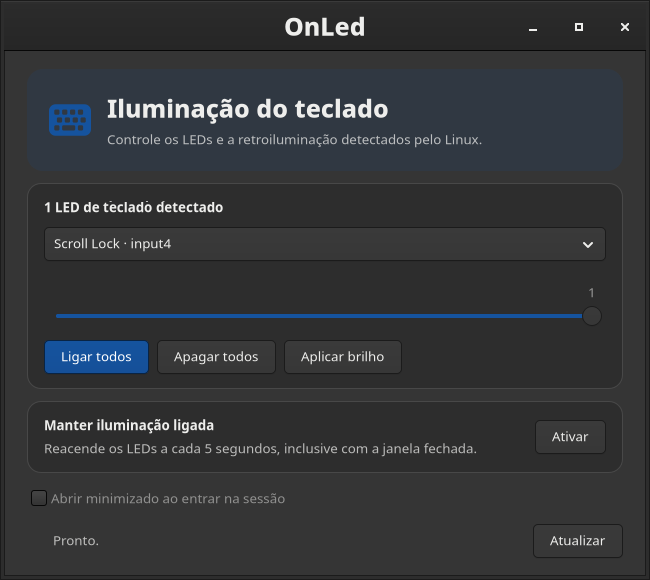 OnLed
Iluminação do teclado
Controle os LEDs e a retroiluminação detectados pelo Linux.
1 LED de teclado detectado
Scroll Lock · input4
1
Ligar todos
Apagar todos
Aplicar brilho
Manter iluminação ligada
Reacende os LEDs a cada 5 segundos, inclusive com a janela fechada.
Ativar
Abrir minimizado ao entrar na sessão
Pronto.
Atualizar